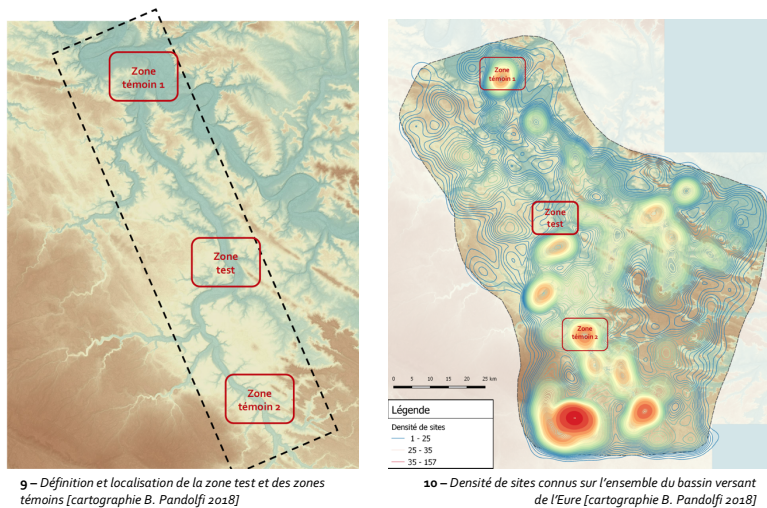 Zone
témoin 1
Zone
test
Zone
témoin 2
9 – Définition et localisation de la zone test et des zones
témoins [cartographie B. Pandolfi 2018]
Zone
témoin 1
Zone
test
Zone
témoin 2
0 5 10 15 20 25 km
Légende
Densité de sites
1 - 25
25 - 35
35 - 157
10 – Densité de sites connus sur l'ensemble du bassin versant
de l'Eure [cartographie B. Pandolfi 2018]